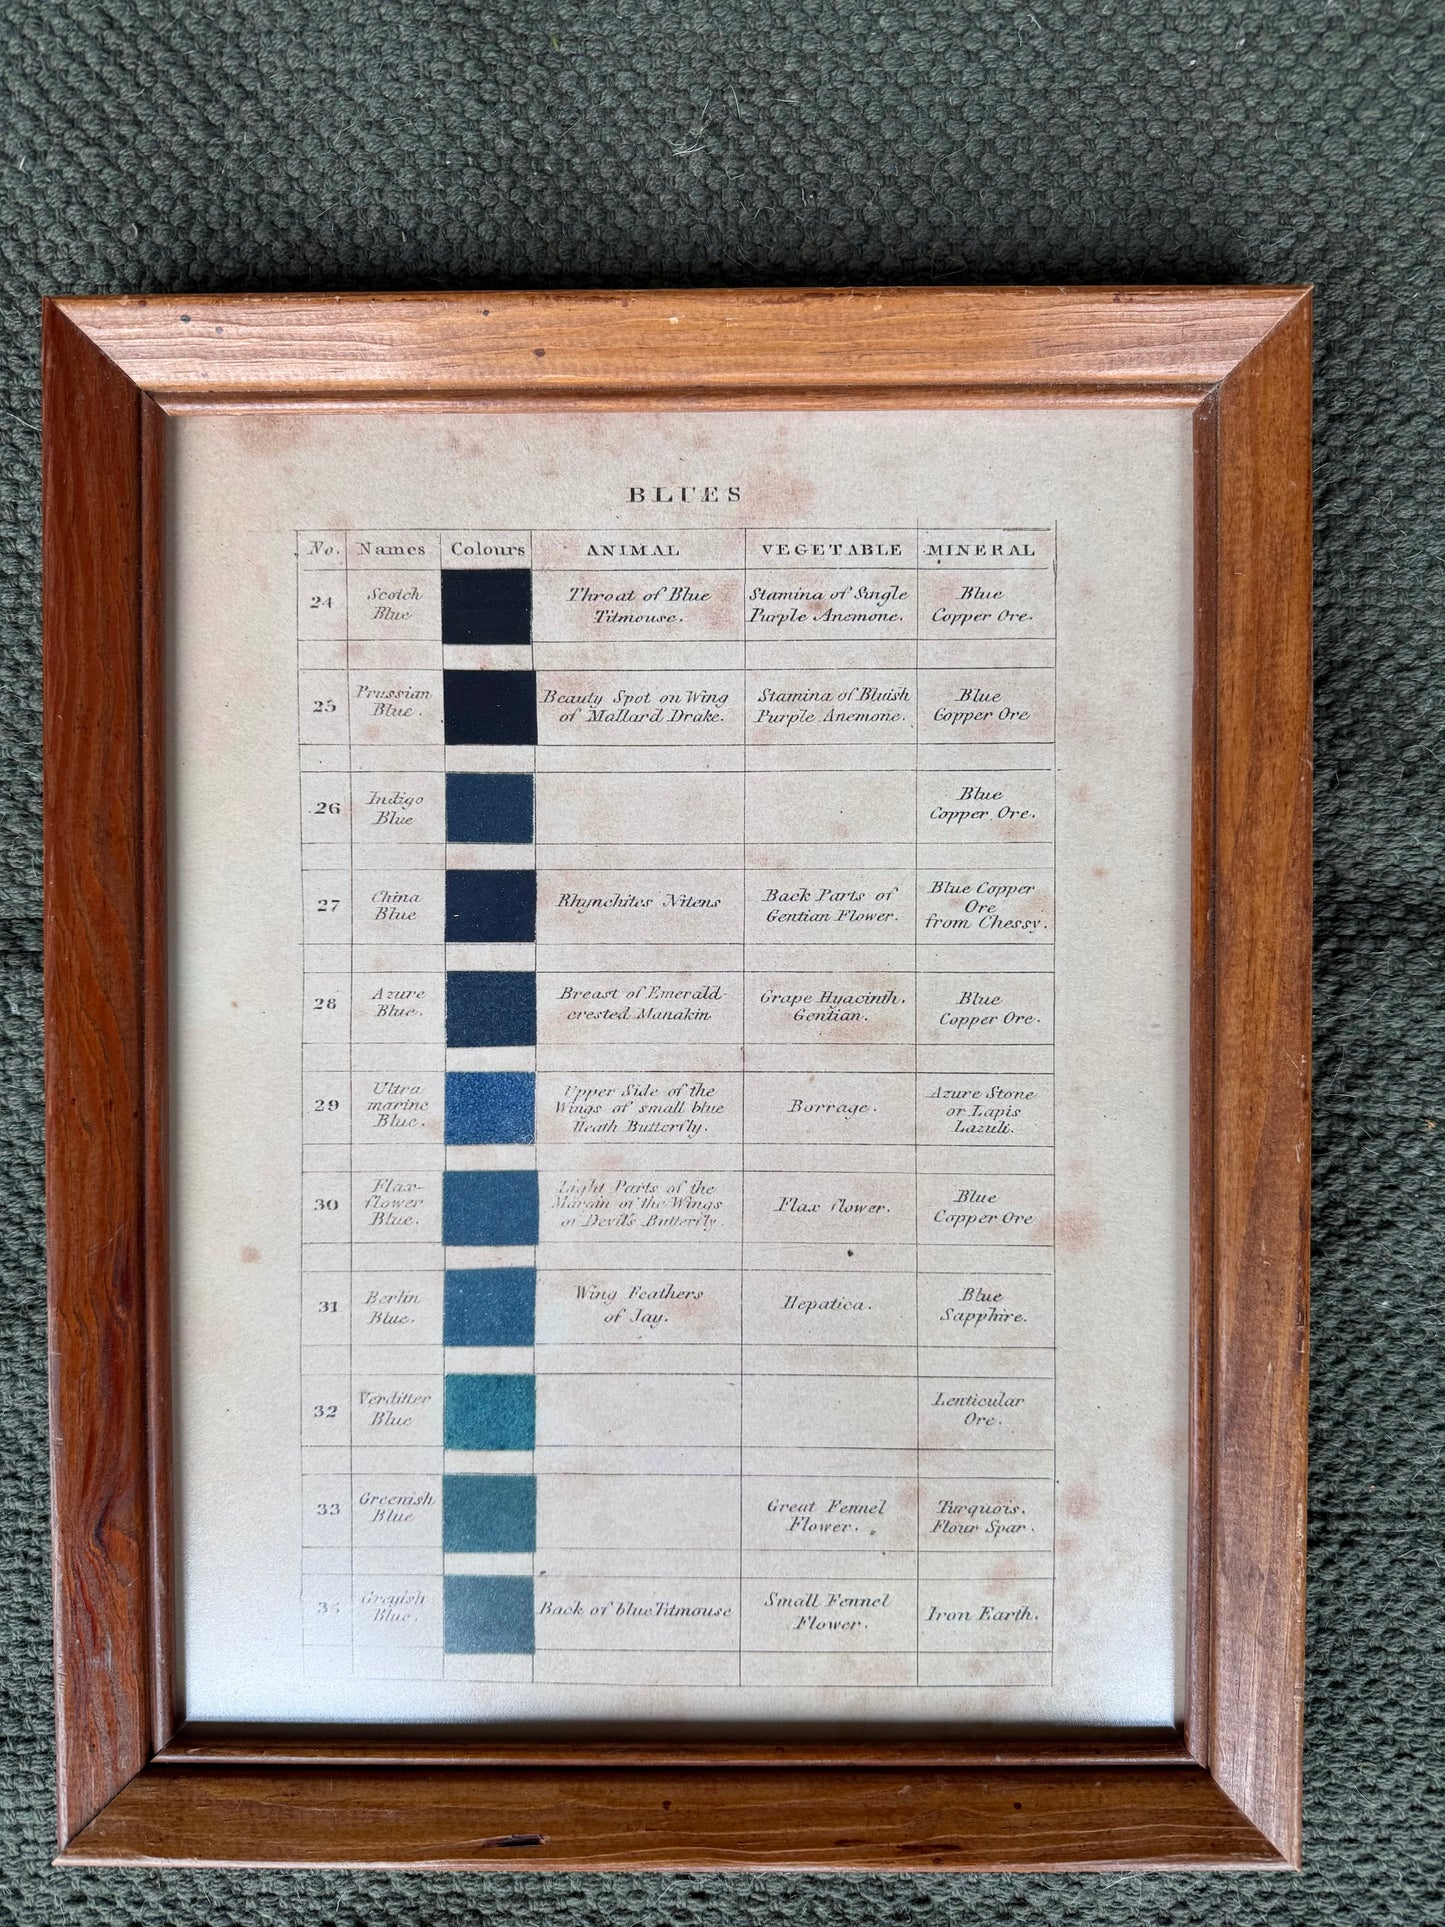 BLUES
No. Names Colours ANIMAL VEGETABLE MINERAL
24 Scotch Blue Throat of Blue Titmouse. Stamina of Single Purple Anemone. Blue Copper Ore.
25 Prussian Blue. Beauty Spot on Wing of Mallard Drake. Stamina of Bluish Purple Anemone. Blue Copper Ore
26 Indigo Blue Blue Copper Ore.
27 China Blue Rhynchites Nitens Back Parts of Gentian Flower. Blue Copper Ore from Chessy.
28 Azure Blue. Breast of Emerald-crested Manakin Grape Hyacinth. Gentian. Blue Copper Ore.
29 Ultra marine Blue. Upper Side of the Wings of small blue Heath Butterfly. Borrage. Azure Stone or Lapis Lazuli.
30 Flax-flower Blue. Light Parts of the Margin of the Wings of Devil's Butterfly. Flax flower. Blue Copper Ore
31 Berlin Blue. Wing Feathers of Jay. Hepatica. Blue Sapphire.
32 Verditter Blue Lenticular Ore.
33 Greenish Blue Great Fennel Flower. Turquois. Flour Spar.
34 Greyish Blue. Back of blue Titmouse Small Fennel Flower. Iron Earth.